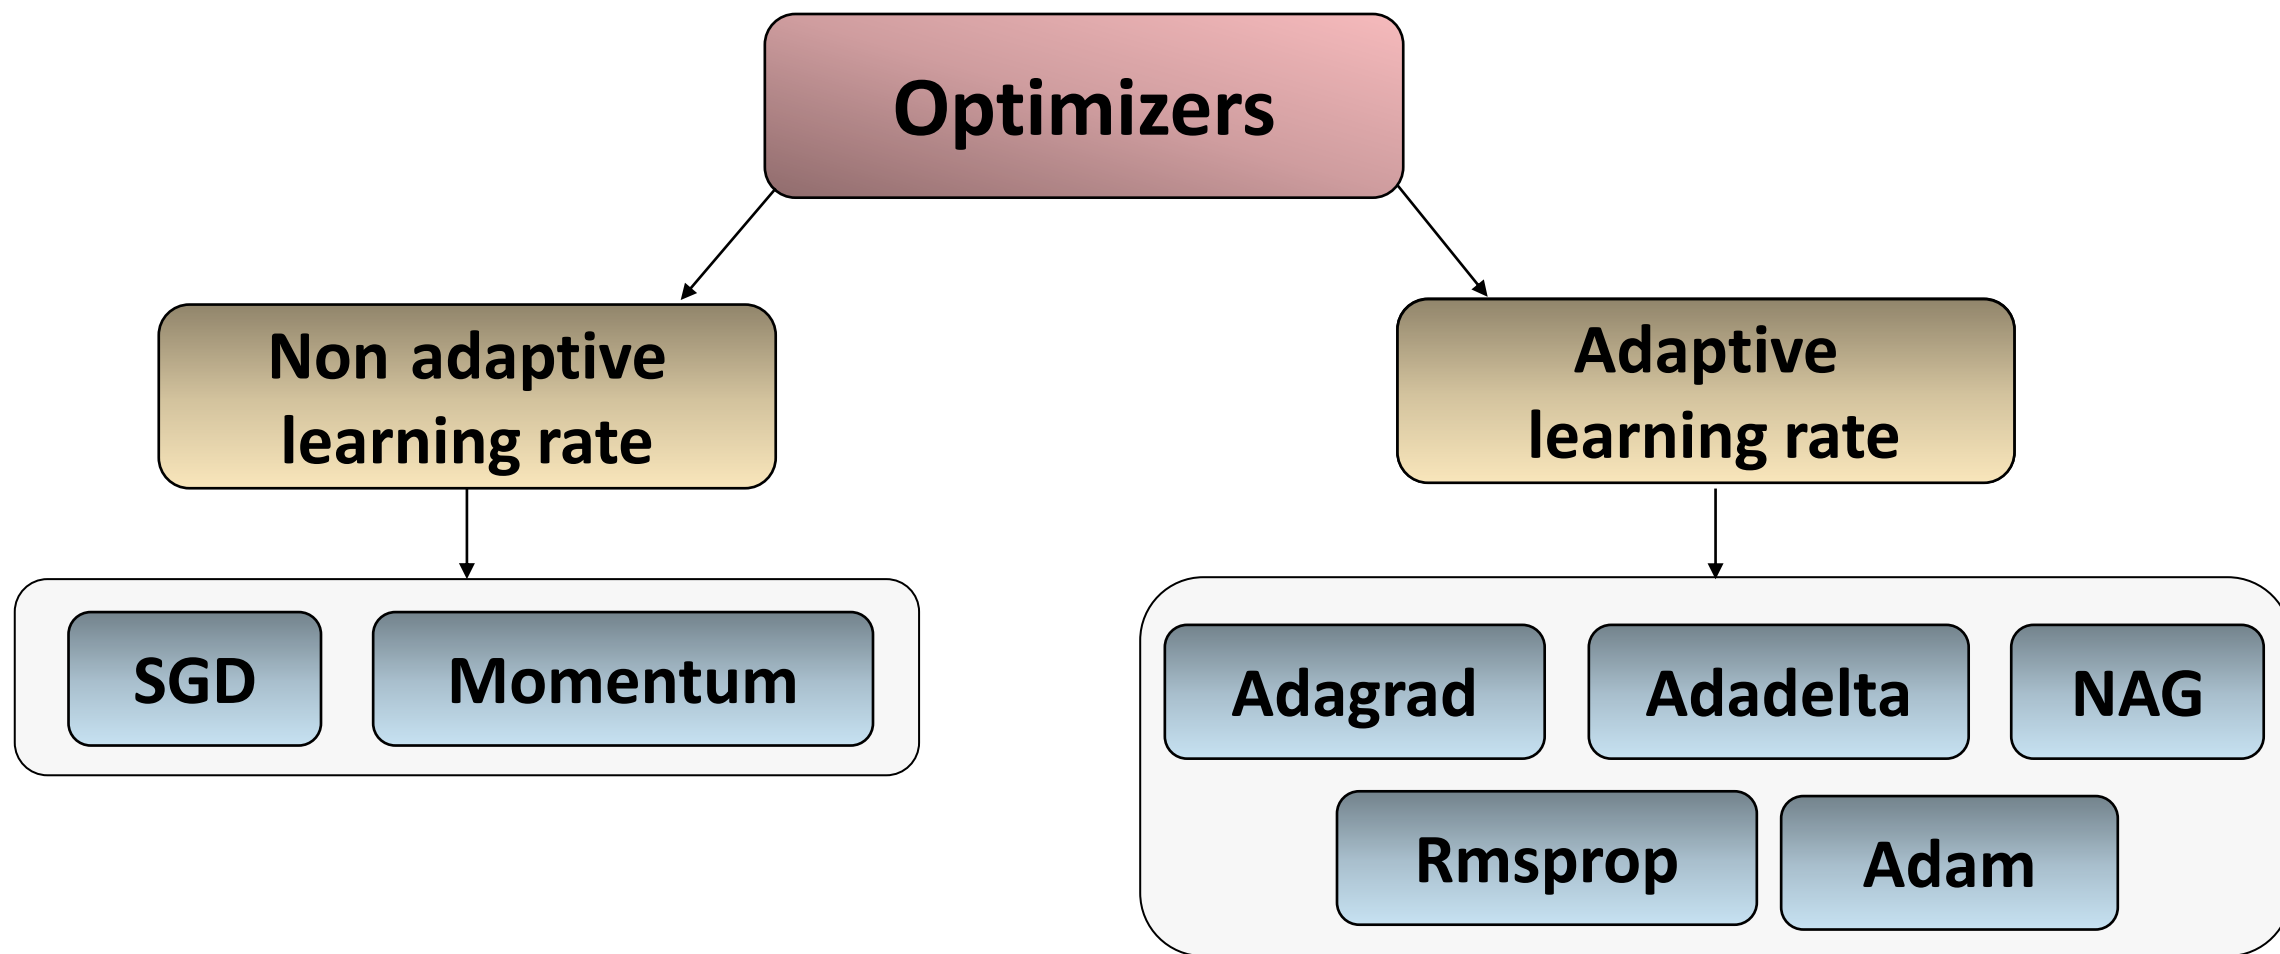 Optimizers
Non adaptive
learning rate
Adaptive
learning rate
SGD
Momentum
Adagrad
Adadelta
NAG
Rmsprop
Adam